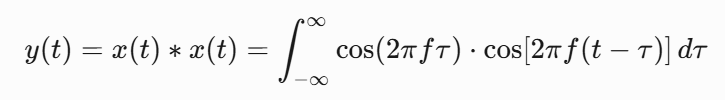 y(t) = x(t) ∗ x(t) = ∫_{−∞}^{∞} cos(2πfτ) · cos[2πf(t − τ)] dτ